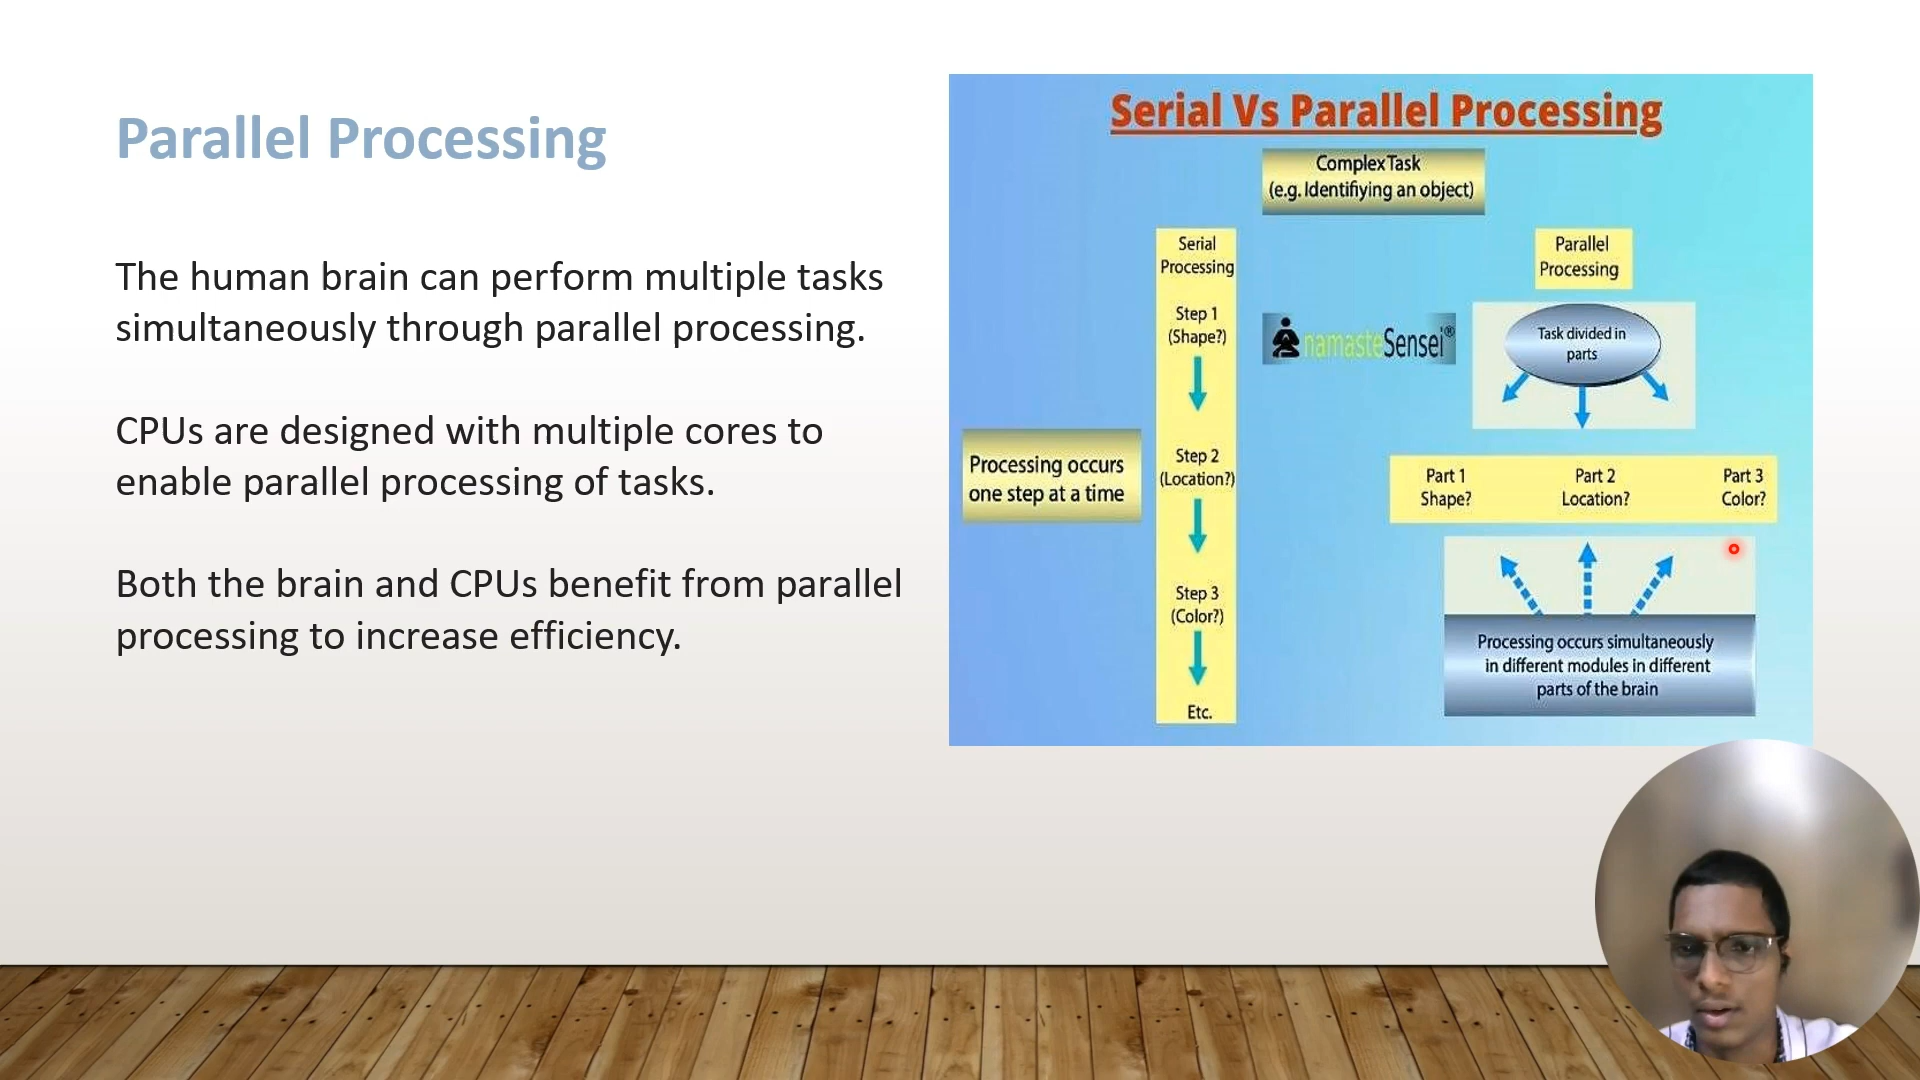 Parallel Processing
The human brain can perform multiple tasks
simultaneously through parallel processing.
CPUs are designed with multiple cores to
enable parallel processing of tasks.
Both the brain and CPUs benefit from parallel
processing to increase efficiency.
Serial Vs Parallel Processing
Complex Task
(e.g. Identifiying an object)
Serial
Processing
Step 1
(Shape?)
Step 2
(Location?)
Step 3
(Color?)
Etc.
Processing occurs
one step at a time
namasteSensei®
Parallel
Processing
Task divided in
parts
Part 1
Shape?
Part 2
Location?
Part 3
Color?
Processing occurs simultaneously
in different modules in different
parts of the brain